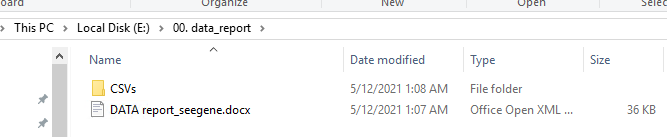 oard Organize New Open Selec
This PC > Local Disk (E:) > 00. data_report >
Name Date modified Type Size
CSVs 5/12/2021 1:08 AM File folder
DATA report_seegene.docx 5/12/2021 1:07 AM Office Open XML ... 36 KB